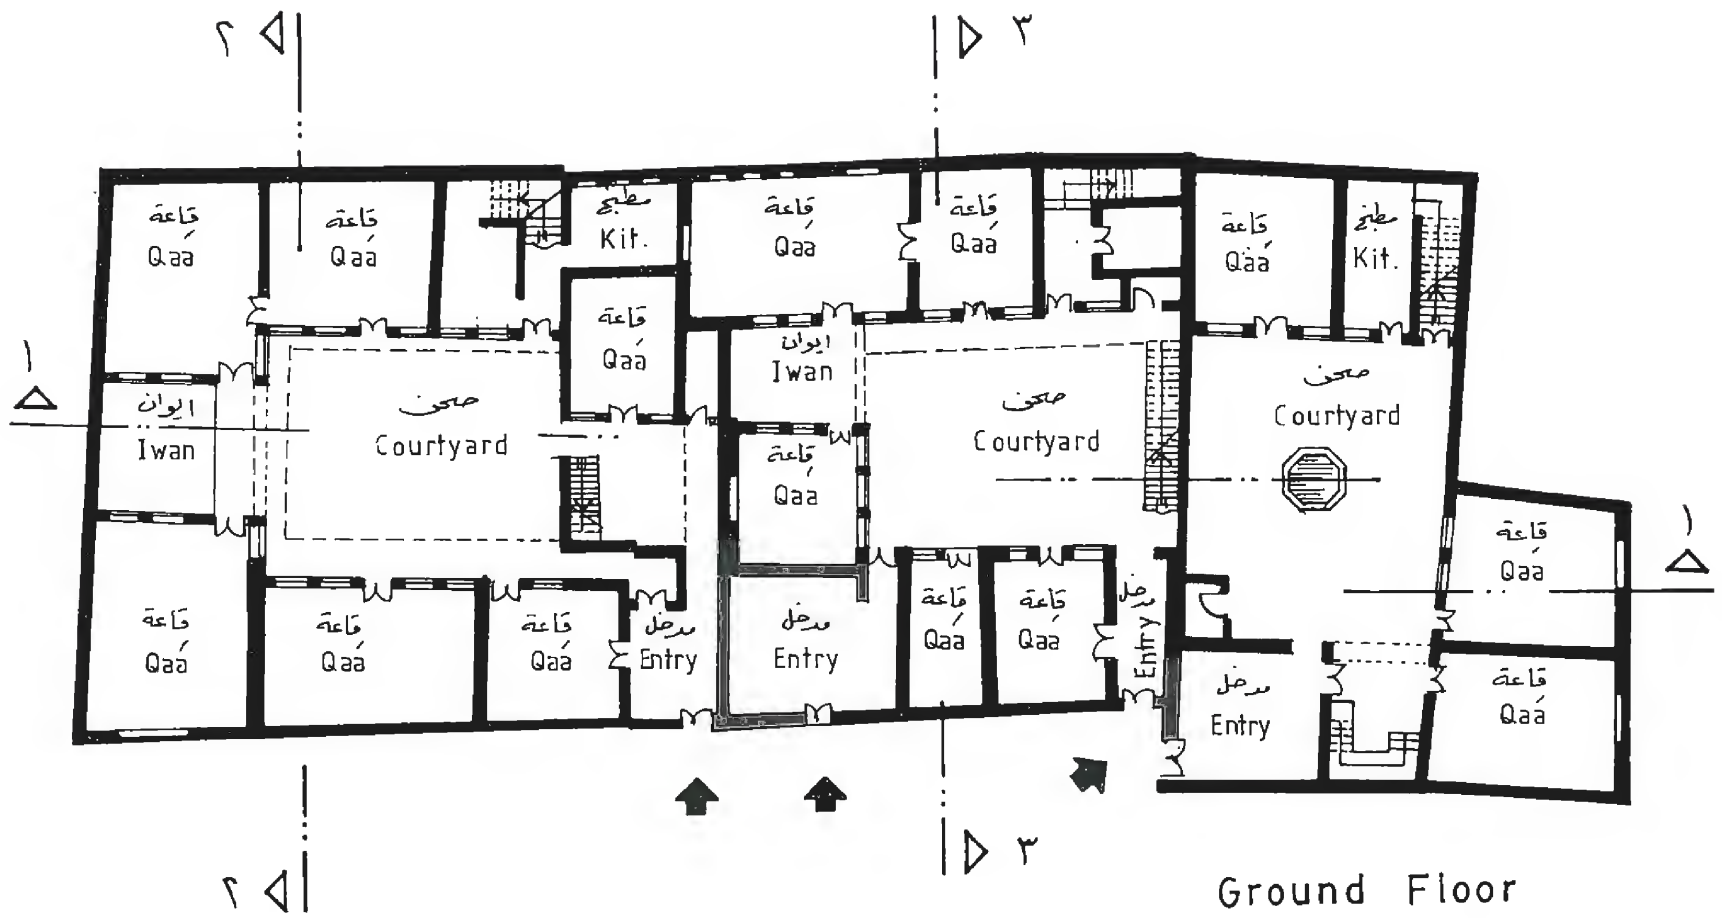 ٢
٣
قاعة
Qaa
قاعة
Qaa
مطبخ
Kit.
قاعة
Qaa
قاعة
Qaa
قاعة
Qaa
مطبخ
Kit.
قاعة
Qaa
ايوان
Iwan
١
ايوان
Iwan
صحن
Courtyard
صحن
Courtyard
صحن
Courtyard
قاعة
Qaa
قاعة
Qaa
١
قاعة
Qaa
قاعة
Qaa
قاعة
Qaa
مدخل
Entry
مدخل
Entry
قاعة
Qaa
قاعة
Qaa
مدخل
Entry
مدخل
Entry
قاعة
Qaa
٢
٣
Ground Floor